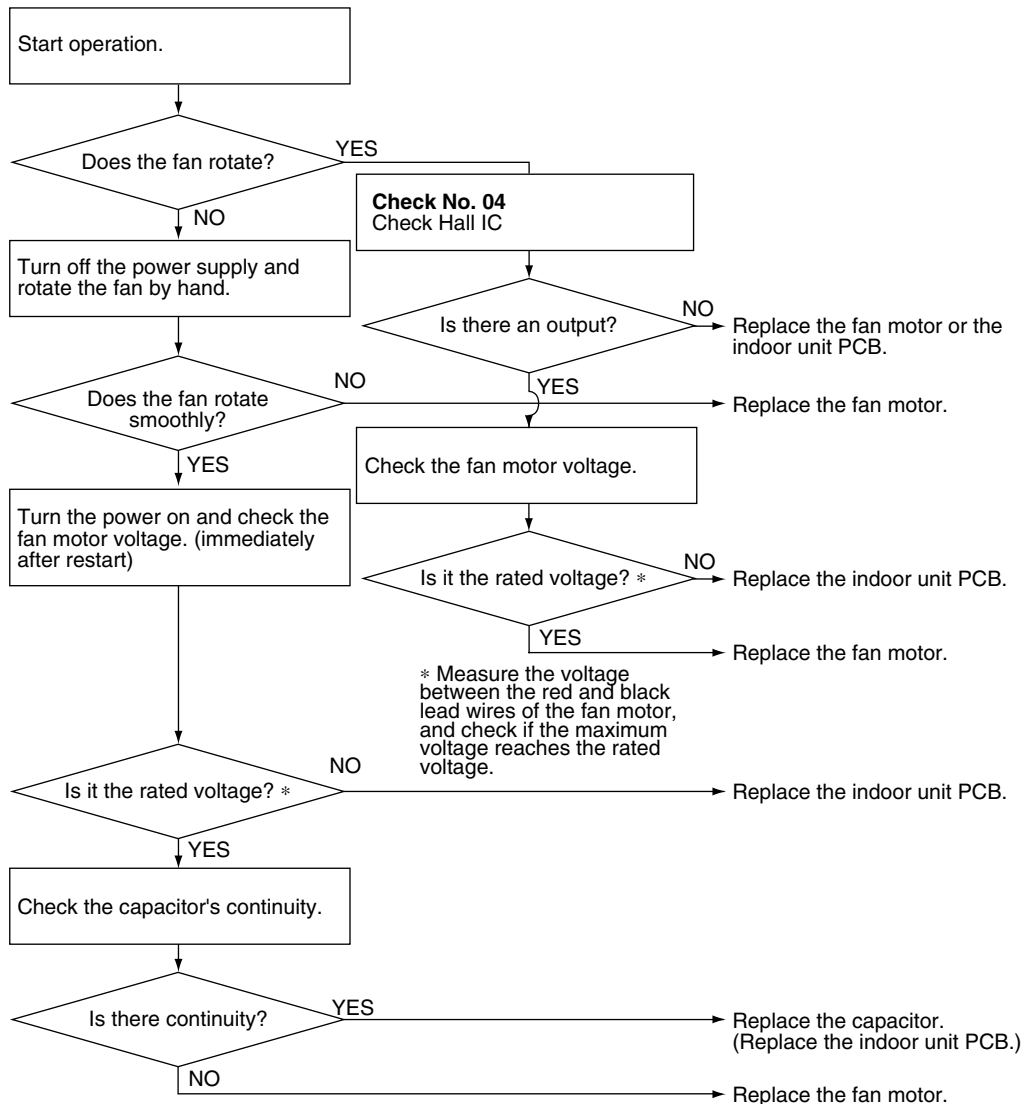 Start operation.
Does the fan rotate?
YES
NO
Check No. 04
Check Hall IC
Turn off the power supply and
rotate the fan by hand.
Is there an output?
NO
Replace the fan motor or the
indoor unit PCB.
YES
Does the fan rotate
smoothly?
NO
Replace the fan motor.
YES
Check the fan motor voltage.
Turn the power on and check the
fan motor voltage. (immediately
after restart)
Is it the rated voltage? *
NO
Replace the indoor unit PCB.
YES
Replace the fan motor.
* Measure the voltage
between the red and black
lead wires of the fan motor,
and check if the maximum
voltage reaches the rated
voltage.
Is it the rated voltage? *
NO
Replace the indoor unit PCB.
YES
Check the capacitor's continuity.
Is there continuity?
YES
Replace the capacitor.
(Replace the indoor unit PCB.)
NO
Replace the fan motor.